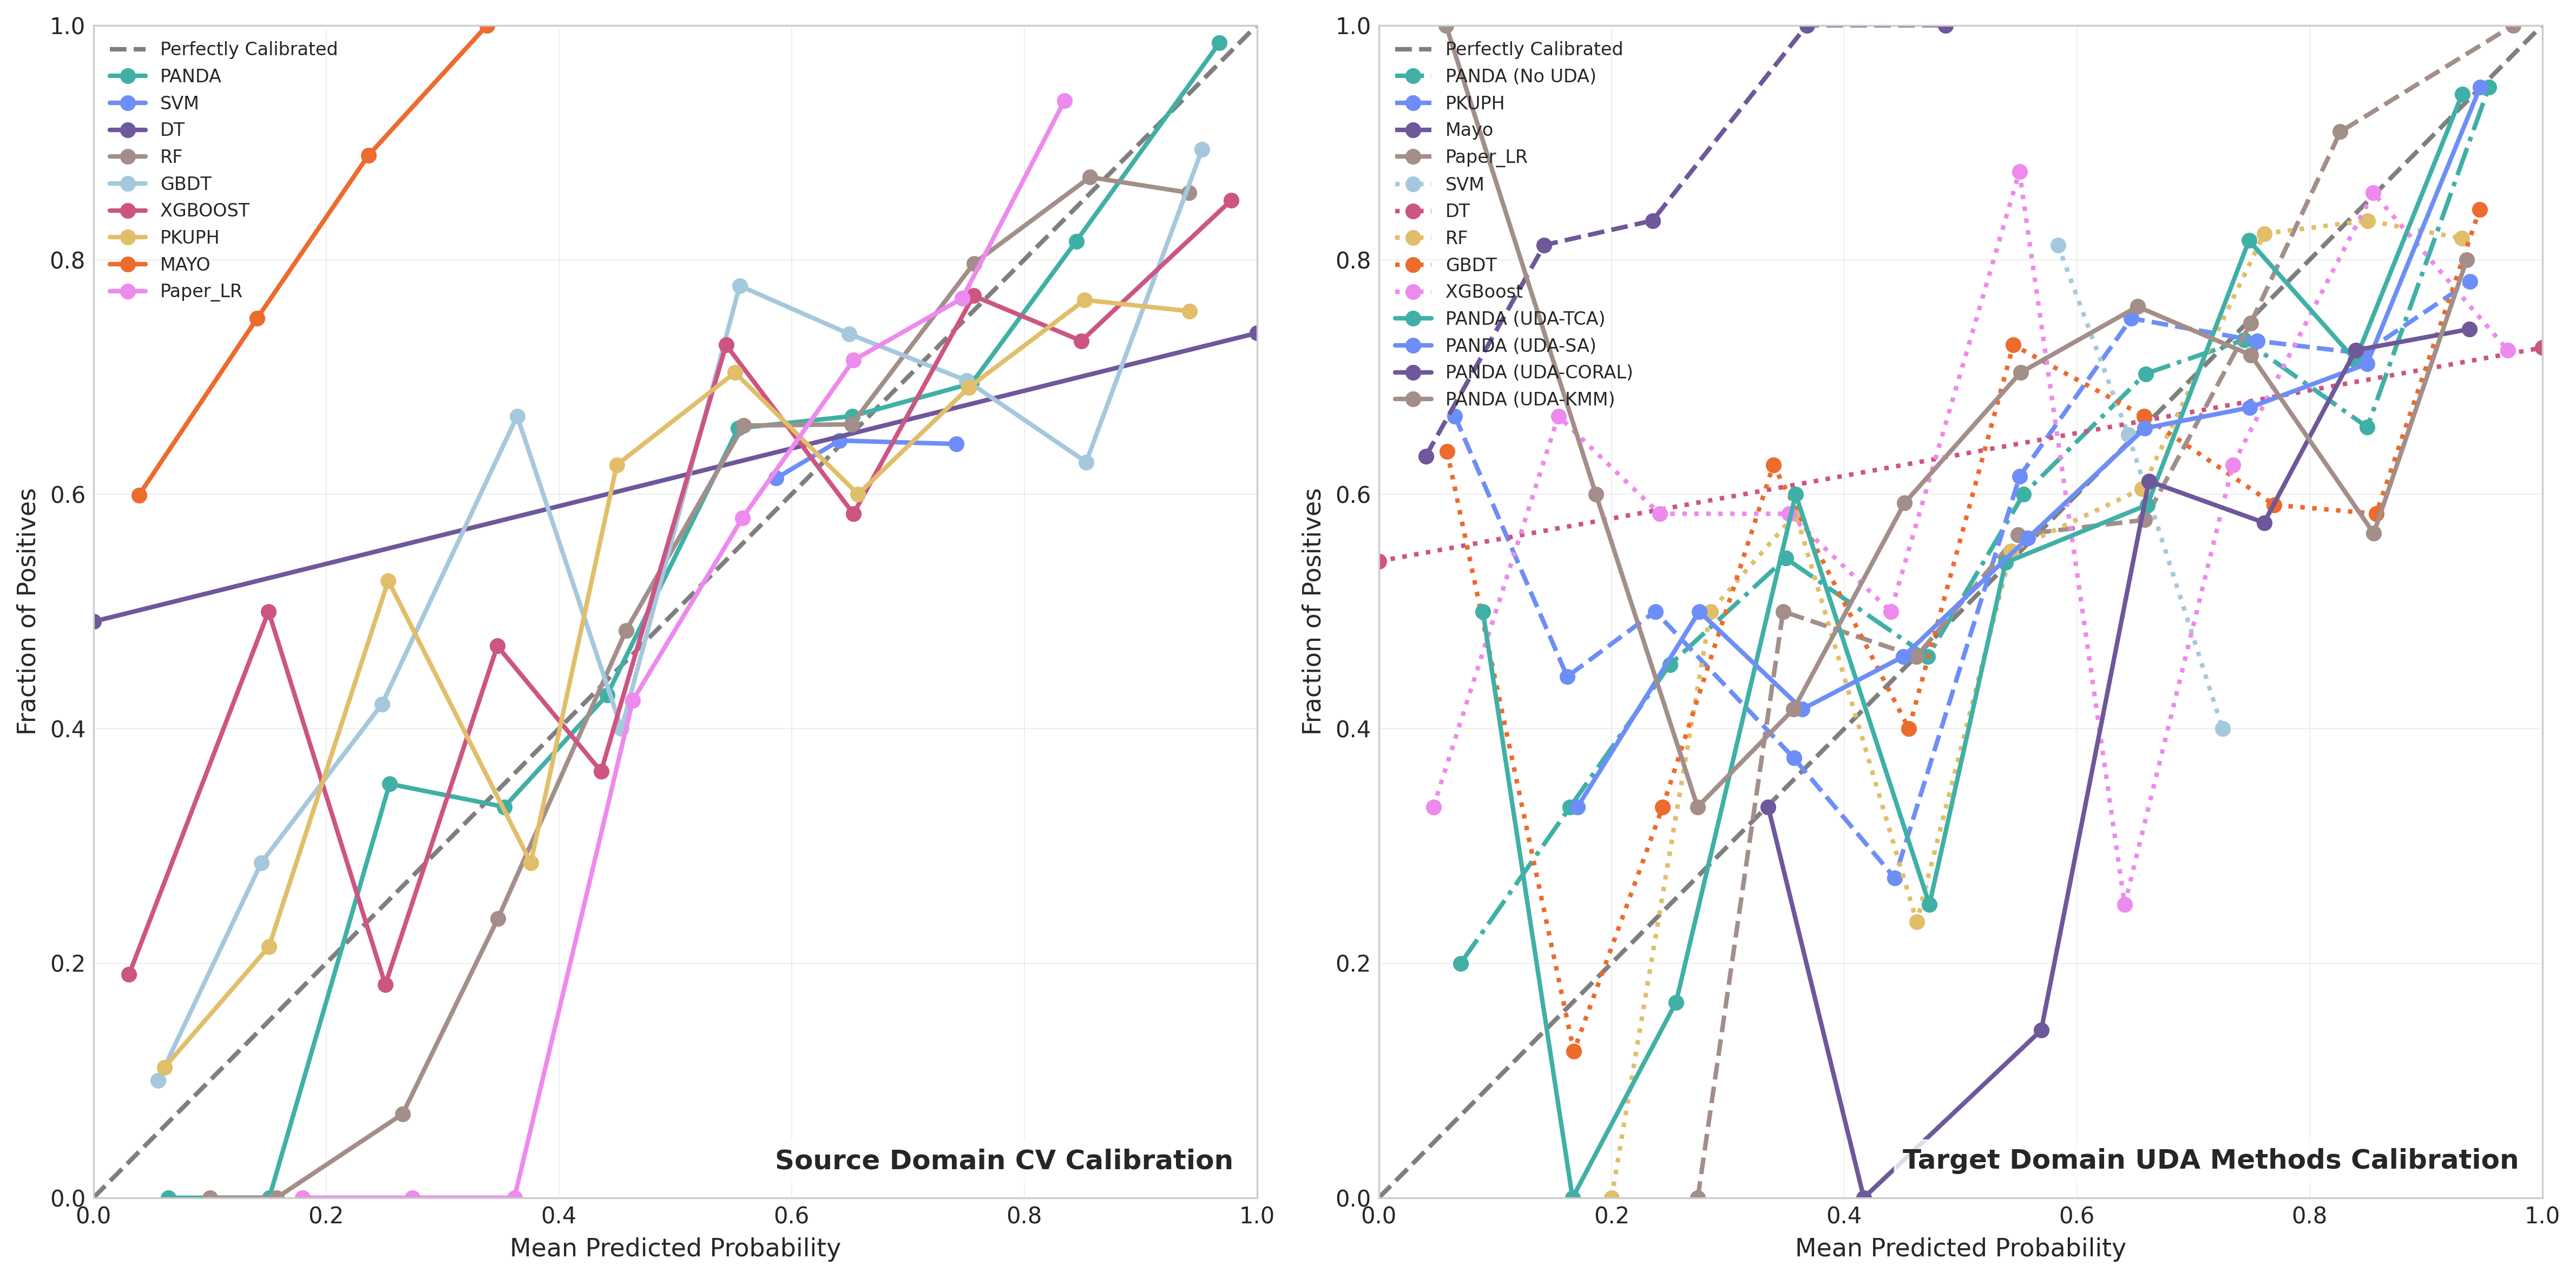 1.0
0.8
0.6
0.4
0.2
0.0
Fraction of Positives
Perfectly Calibrated
PANDA
SVM
DT
RF
GBDT
XGBOOST
PKUPH
MAYO
Paper_LR
Source Domain CV Calibration
0.0 0.2 0.4 0.6 0.8 1.0
Mean Predicted Probability
1.0
0.8
0.6
0.4
0.2
0.0
Fraction of Positives
Perfectly Calibrated
PANDA (No UDA)
PKUPH
Mayo
Paper_LR
SVM
DT
RF
GBDT
XGBoost
PANDA (UDA-TCA)
PANDA (UDA-SA)
PANDA (UDA-CORAL)
PANDA (UDA-KMM)
Target Domain UDA Methods Calibration
0.0 0.2 0.4 0.6 0.8 1.0
Mean Predicted Probability